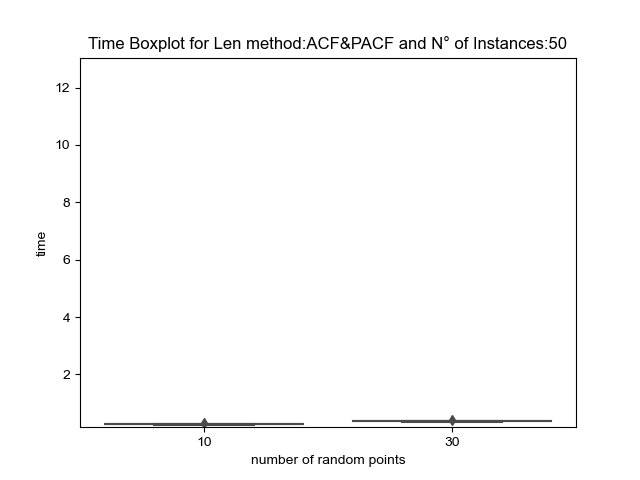 Time Boxplot for Len method:ACF&PACF and N° of Instances:50
12
10
8
6
4
2
time
10 30
number of random points